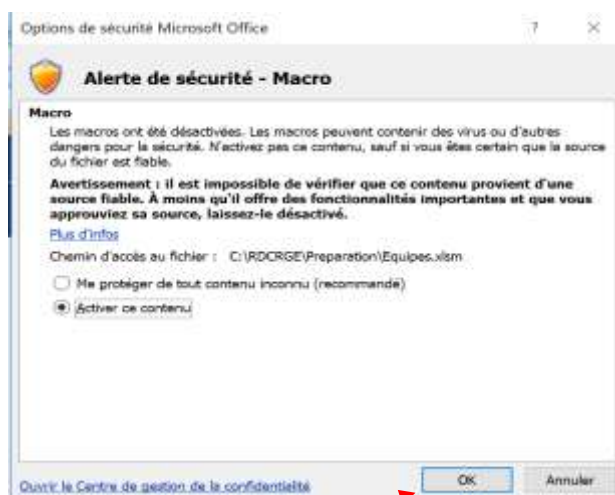 Options de sécurité Microsoft Office ? ×
Alerte de sécurité - Macro
Macro
Les macros ont été désactivées. Les macros peuvent contenir des virus ou d'autres
dangers pour la sécurité. N'activez pas ce contenu, sauf si vous êtes certain que la source
du fichier est fiable.
Avertissement : il est impossible de vérifier que ce contenu provient d'une
source fiable. À moins qu'il offre des fonctionnalités importantes et que vous
approuviez sa source, laissez-le désactivé.
Plus d'infos
Chemin d'accès au fichier : C:\RDCRGE\Preparation\Equipes.xlsm
Me protéger de tout contenu inconnu (recommandé)
Activer ce contenu
Ouvrir le Centre de gestion de la confidentialité
OK Annuler